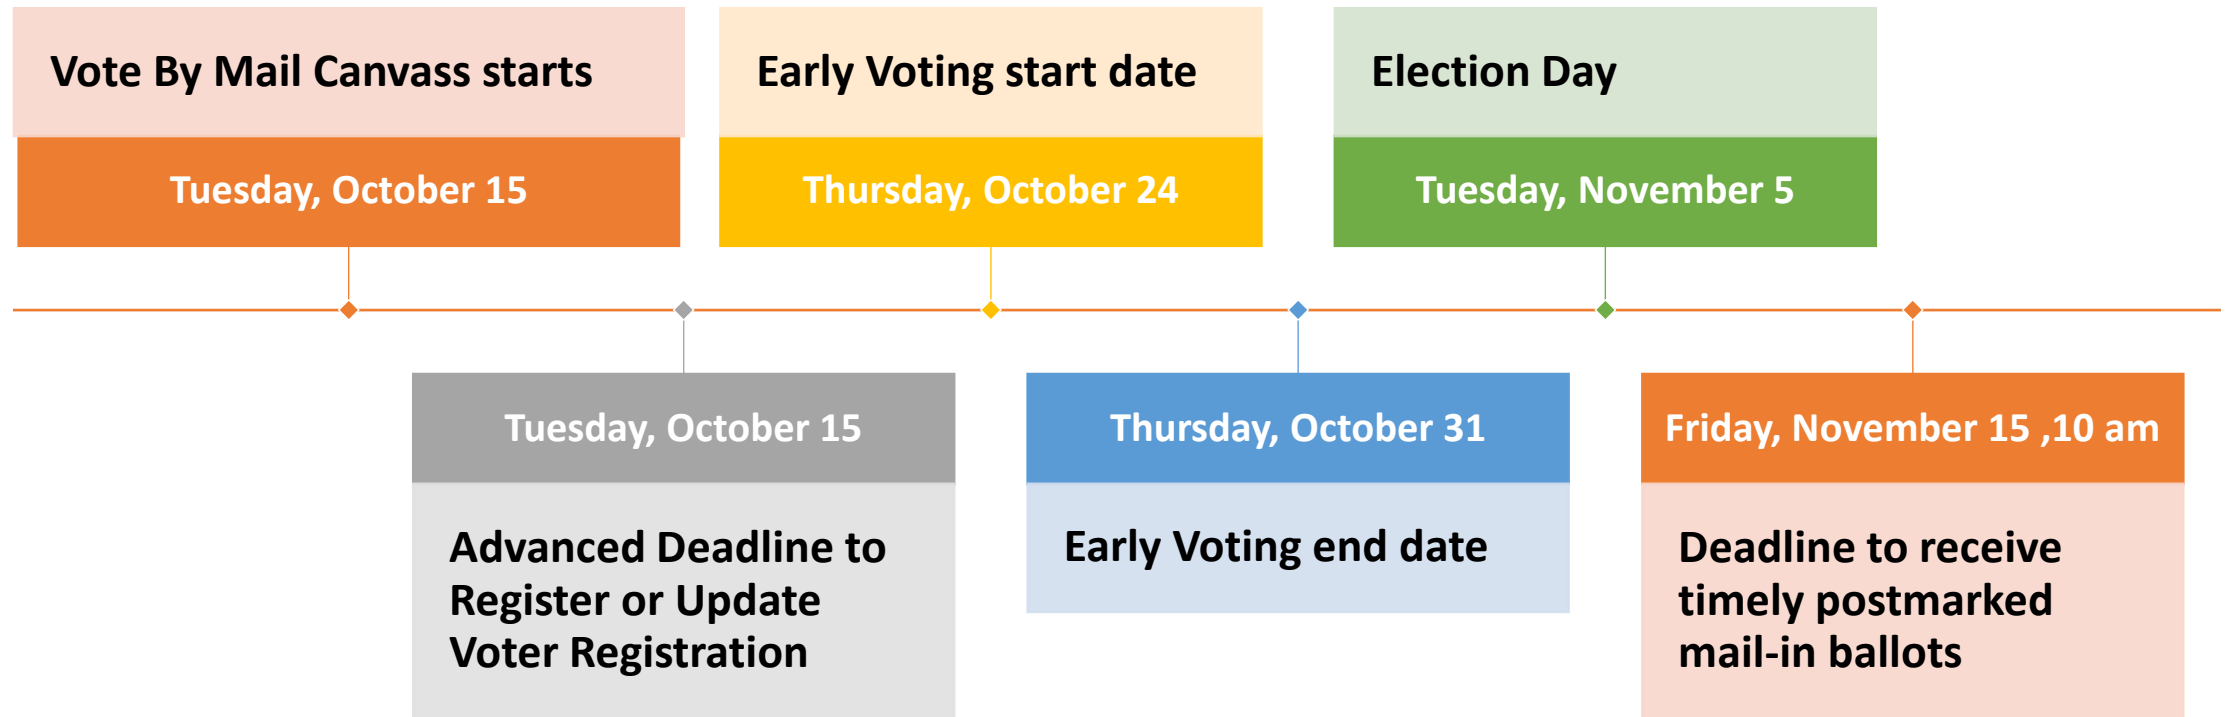 Vote By Mail Canvass starts
Tuesday, October 15
Early Voting start date
Thursday, October 24
Election Day
Tuesday, November 5
Tuesday, October 15
Advanced Deadline to
Register or Update
Voter Registration
Thursday, October 31
Early Voting end date
Friday, November 15 ,10 am
Deadline to receive
timely postmarked
mail-in ballots